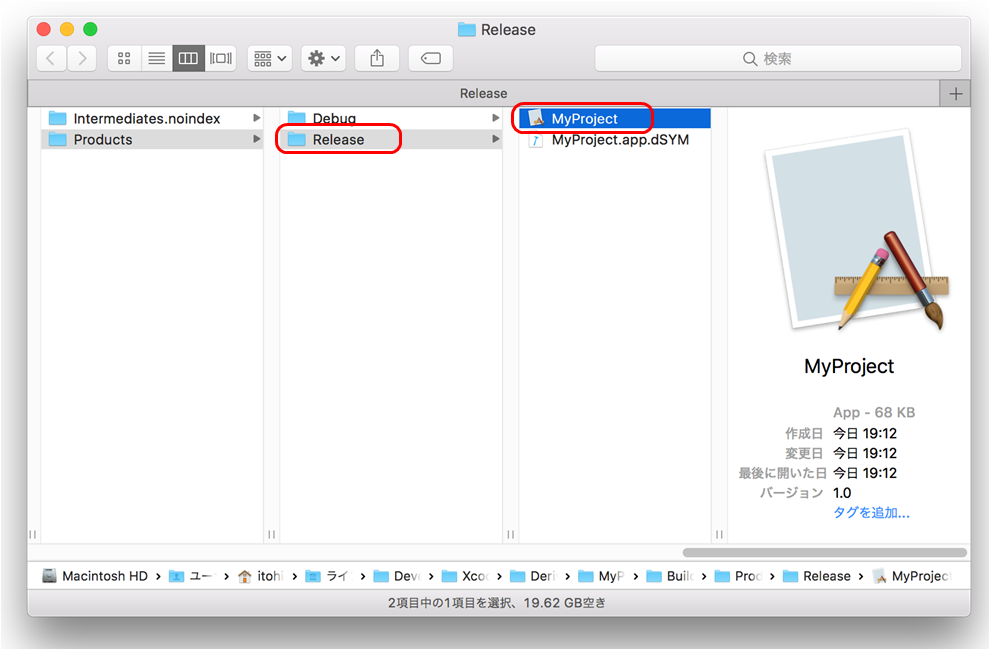 Release
検索
Release
Intermediates.noindex
Products
Debug
Release
MyProject
MyProject.app.dSYM
MyProject
App - 68 KB
作成日 今日 19:12
変更日 今日 19:12
最後に開いた日 今日 19:12
バージョン 1.0
タグを追加...
Macintosh HD › ユー › itohi › ライ › Deve › Xco › Deri › MyP › Buil › Prod › Release › MyProject
2項目中の1項目を選択、19.62 GB空き